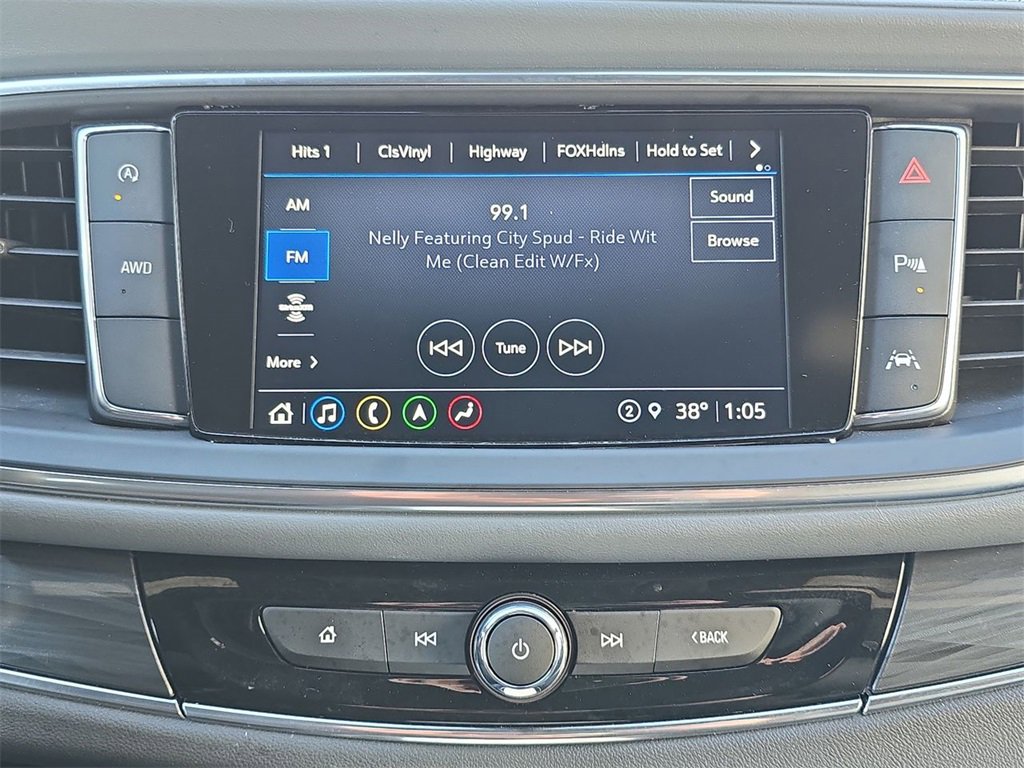 Hits 1 | ClsVinyl | Highway | FOXHdlns | Hold to Set |
AM
FM
More
99.1
Nelly Featuring City Spud - Ride Wit
Me (Clean Edit W/Fx)
Sound
Browse
Tune
2 38° 1:05
A
AWD
P
BACK